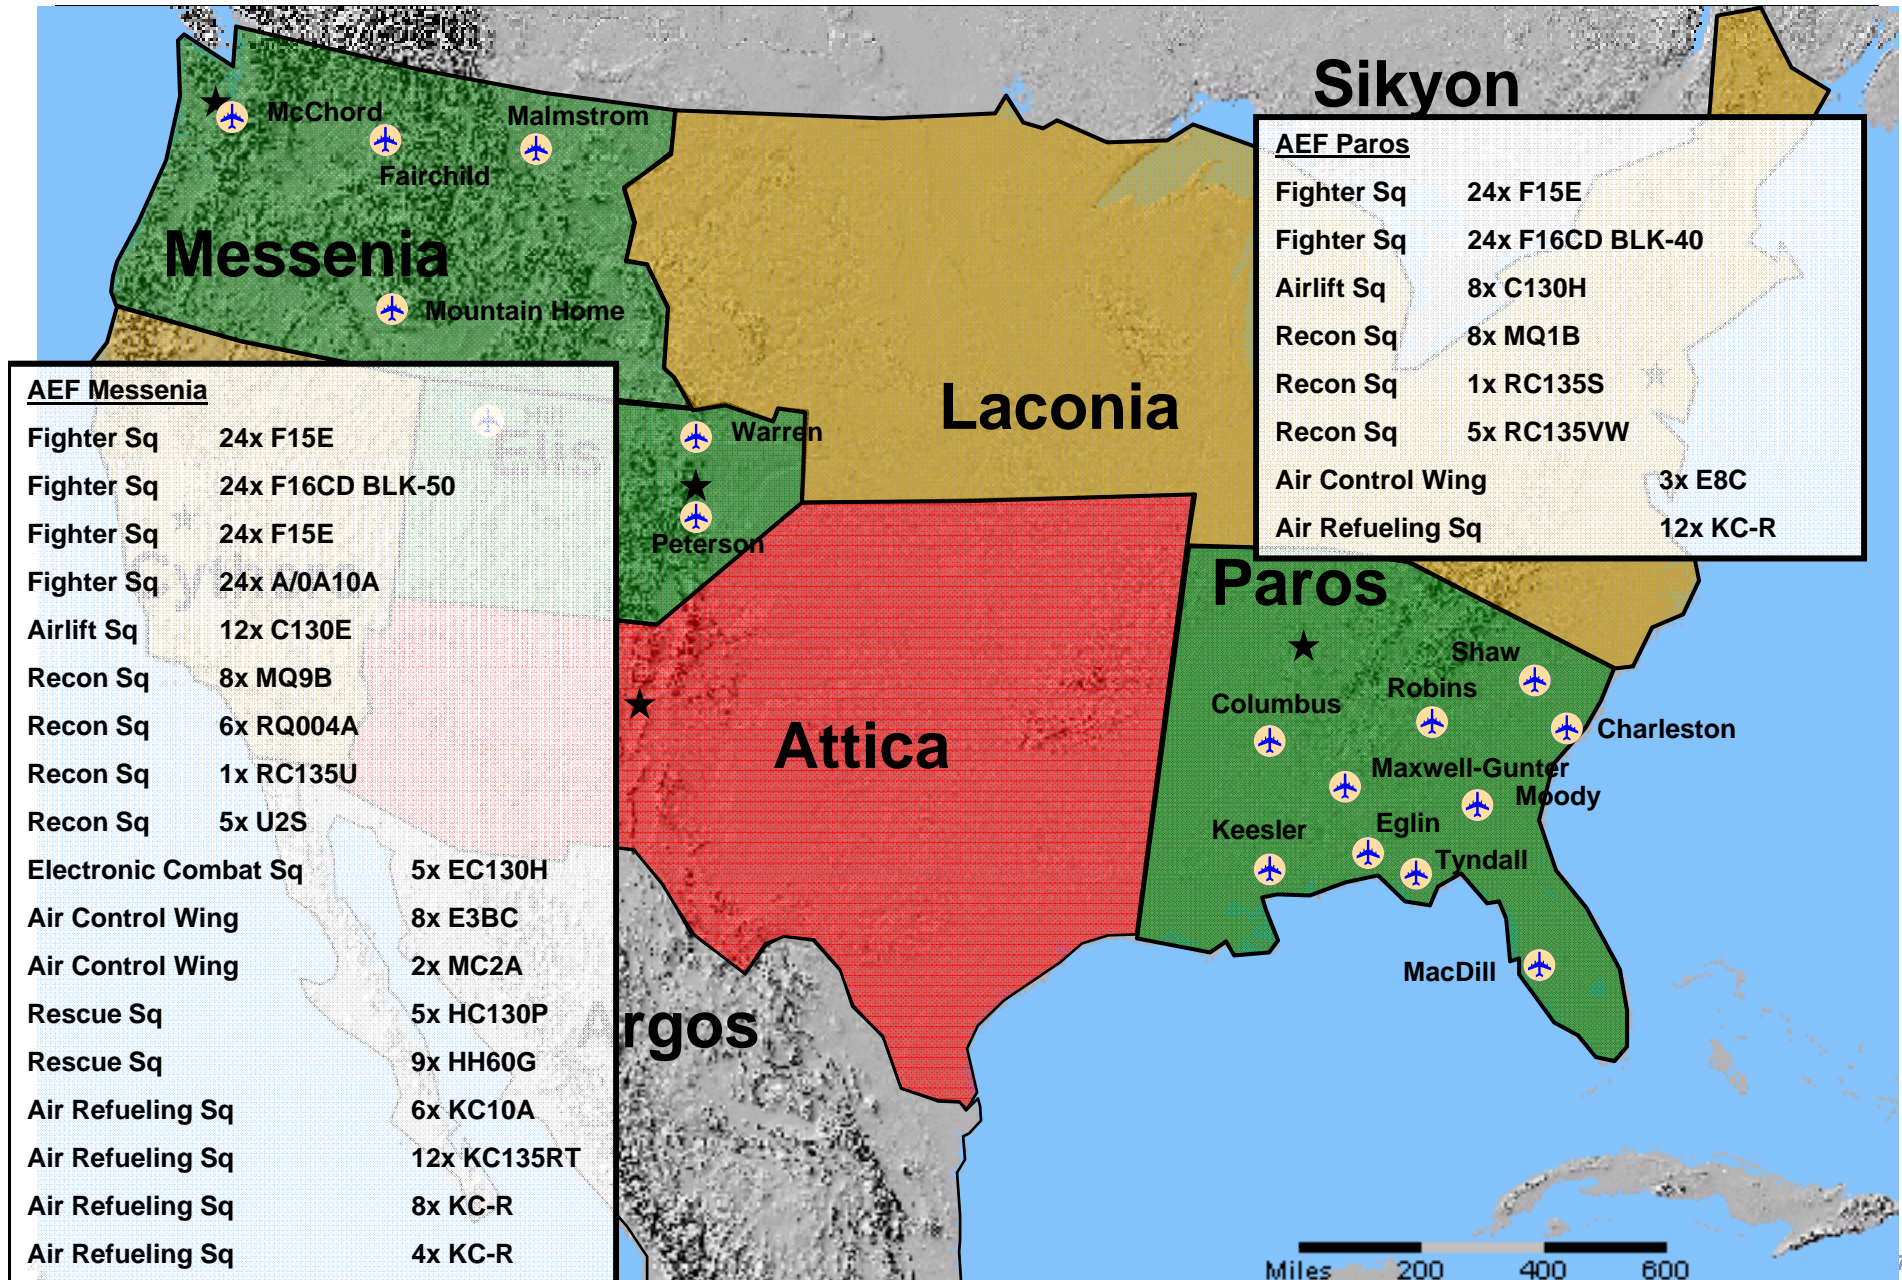 Sikyon
McChord
Malmstrom
Fairchild
Messenia
Mountain Home
AEF Paros
Fighter Sq 24x F15E
Fighter Sq 24x F16CD BLK-40
Airlift Sq 8x C130H
Recon Sq 8x MQ1B
Recon Sq 1x RC135S
Recon Sq 5x RC135VW
Air Control Wing 3x E8C
Air Refueling Sq 12x KC-R
AEF Messenia
Fighter Sq 24x F15E
Fighter Sq 24x F16CD BLK-50
Fighter Sq 24x F15E
Fighter Sq 24x A/0A10A
Airlift Sq 12x C130E
Recon Sq 8x MQ9B
Recon Sq 6x RQ004A
Recon Sq 1x RC135U
Recon Sq 5x U2S
Electronic Combat Sq 5x EC130H
Air Control Wing 8x E3BC
Air Control Wing 2x MC2A
Rescue Sq 5x HC130P
Rescue Sq 9x HH60G
Air Refueling Sq 6x KC10A
Air Refueling Sq 12x KC135RT
Air Refueling Sq 8x KC-R
Air Refueling Sq 4x KC-R
Hill
Elis
Laconia
Warren
Peterson
Paros
Shaw
Robins
Columbus
Charleston
Attica
Maxwell-Gunter
Moody
Eglin
Keesler
Tyndall
MacDill
rgos
Miles 200 400 600